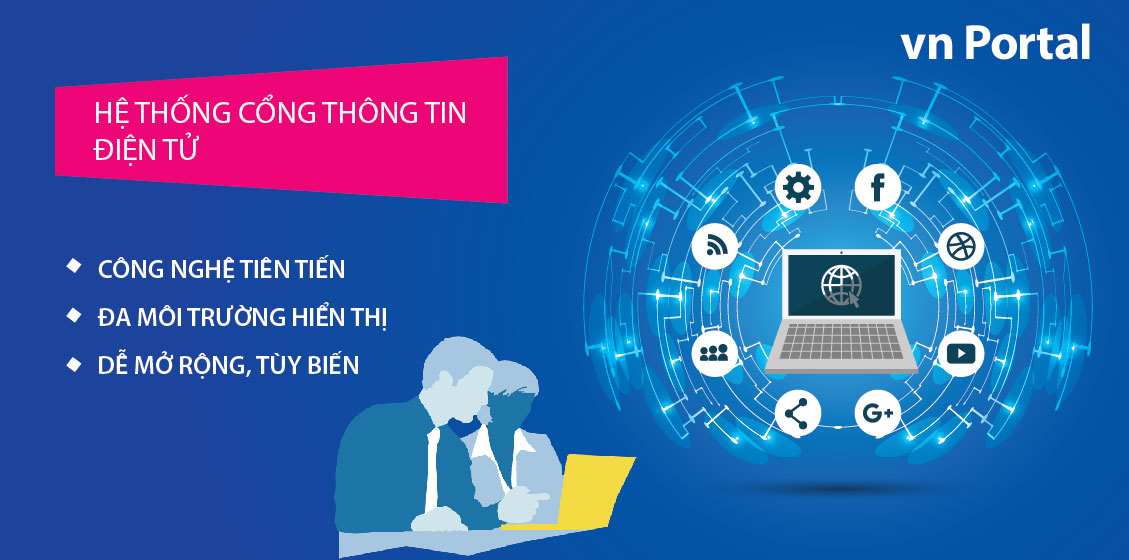 vn Portal
HỆ THỐNG CỔNG THÔNG TIN
ĐIỆN TỬ
CÔNG NGHỆ TIÊN TIẾN
ĐA MÔI TRƯỜNG HIỂN THỊ
DỄ MỞ RỘNG, TÙY BIẾN
f
G+